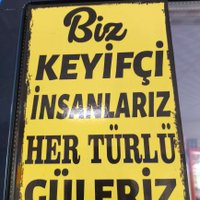 Biz
KEYİFÇİ
İNSANLARIZ
HER TÜRLÜ
GÜLERİZ